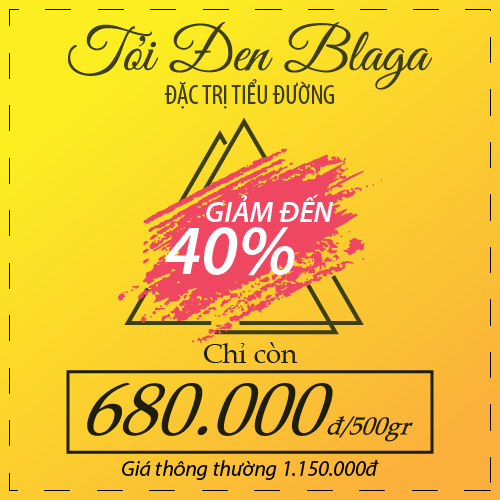 Tỏi Đen Blaga
ĐẶC TRỊ TIỂU ĐƯỜNG
GIẢM ĐẾN
40%
Chỉ còn
680.000 đ/500gr
Giá thông thường 1.150.000đ